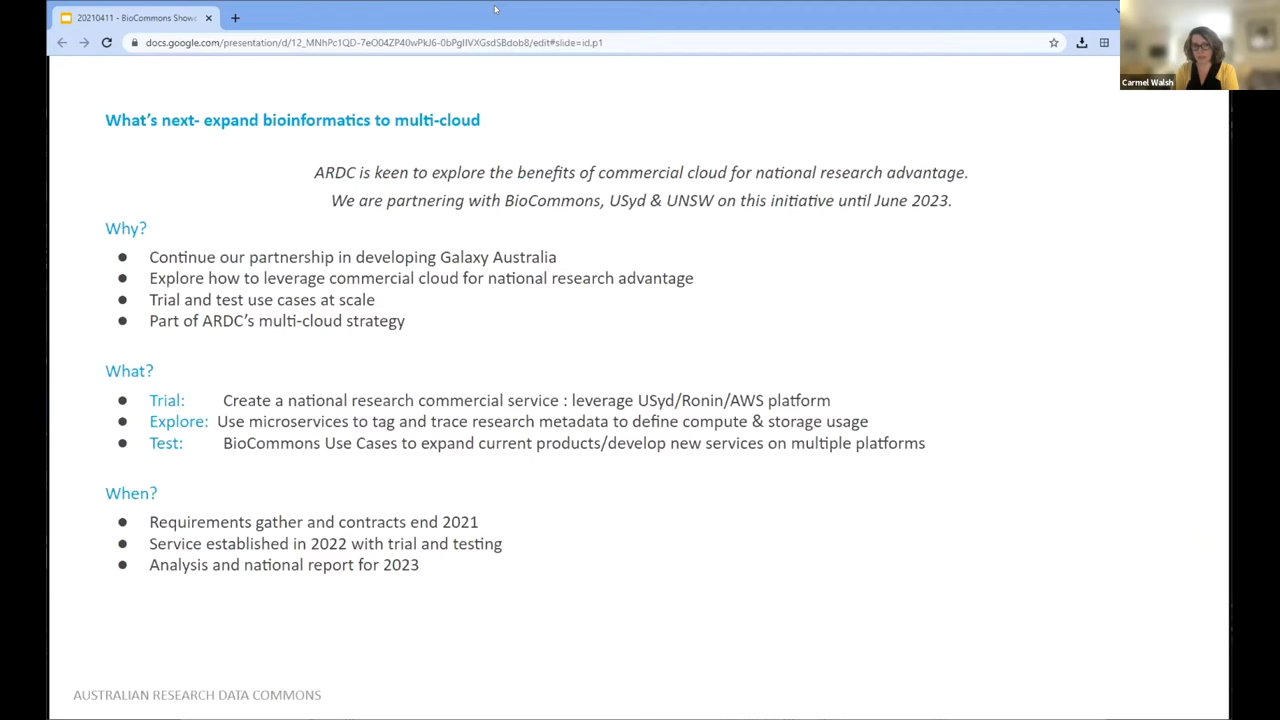 20210411 - BioCommons Show
docs.google.com/presentation/d/12_MNhPc1QD-7eO04ZP40wPkJ6-0bPgIIVXGsdSBdob8/edit#slide=id.p1
Carmel Walsh
What's next- expand bioinformatics to multi-cloud
ARDC is keen to explore the benefits of commercial cloud for national research advantage.
We are partnering with BioCommons, USyd & UNSW on this initiative until June 2023.
Why?
● Continue our partnership in developing Galaxy Australia
● Explore how to leverage commercial cloud for national research advantage
● Trial and test use cases at scale
● Part of ARDC's multi-cloud strategy
What?
● Trial: Create a national research commercial service : leverage USyd/Ronin/AWS platform
● Explore: Use microservices to tag and trace research metadata to define compute & storage usage
● Test: BioCommons Use Cases to expand current products/develop new services on multiple platforms
When?
● Requirements gather and contracts end 2021
● Service established in 2022 with trial and testing
● Analysis and national report for 2023
AUSTRALIAN RESEARCH DATA COMMONS